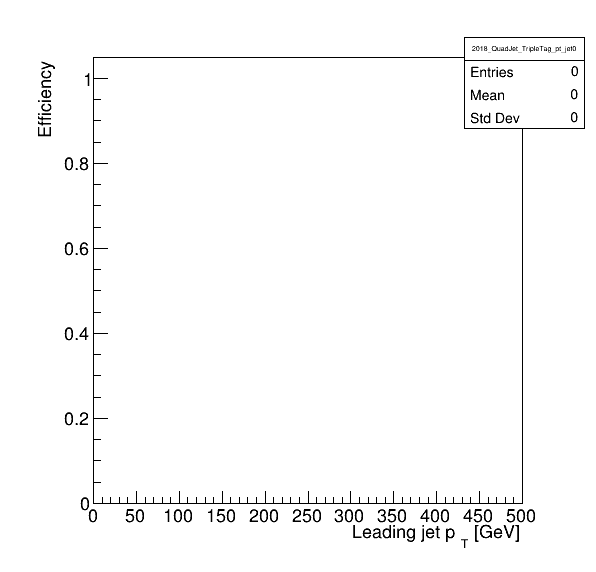 2018_QuadJet_TripleTag_pt_jet0
Entries 0
Mean 0
Std Dev 0
Efficiency
1
0.8
0.6
0.4
0.2
0
0 50 100 150 200 250 300 350 400 450 500
Leading jet p T [GeV]